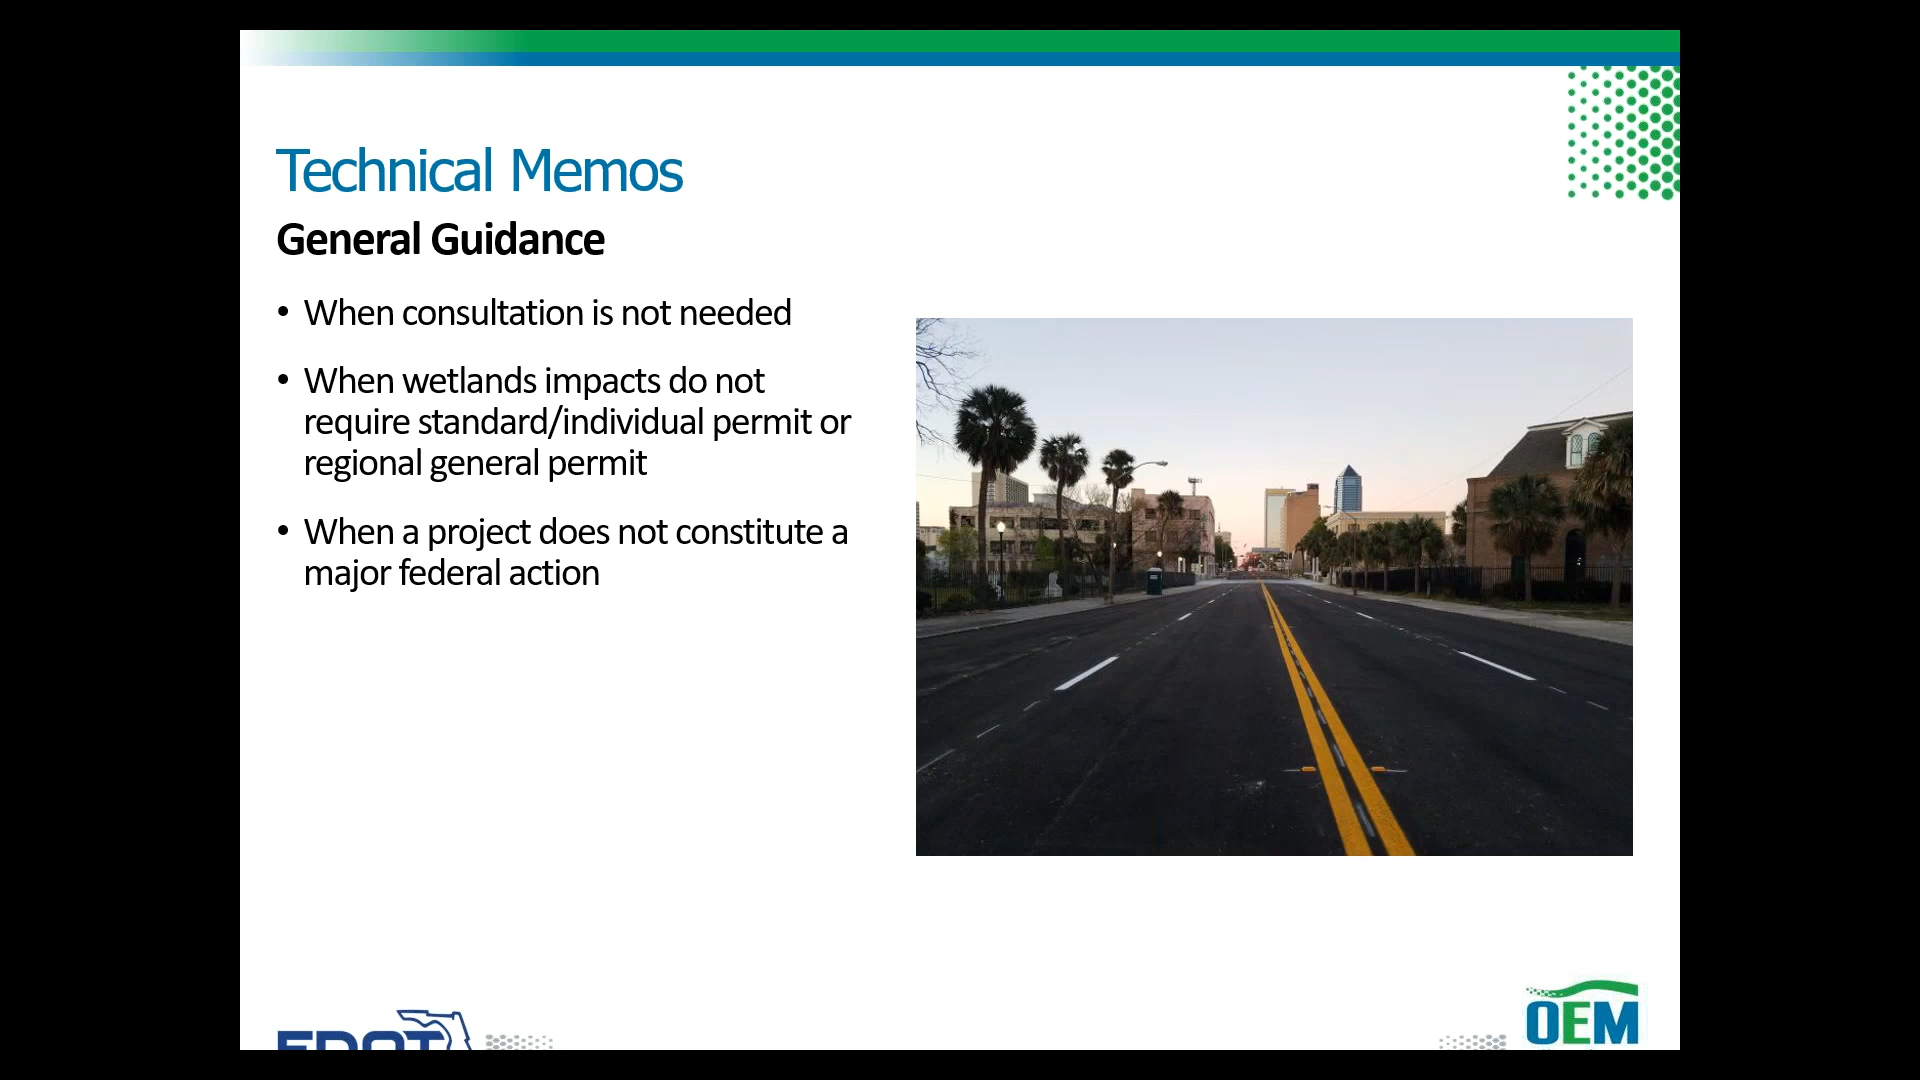 Technical Memos
General Guidance
• When consultation is not needed
• When wetlands impacts do not
require standard/individual permit or
regional general permit
• When a project does not constitute a
major federal action
FDOT
OEM